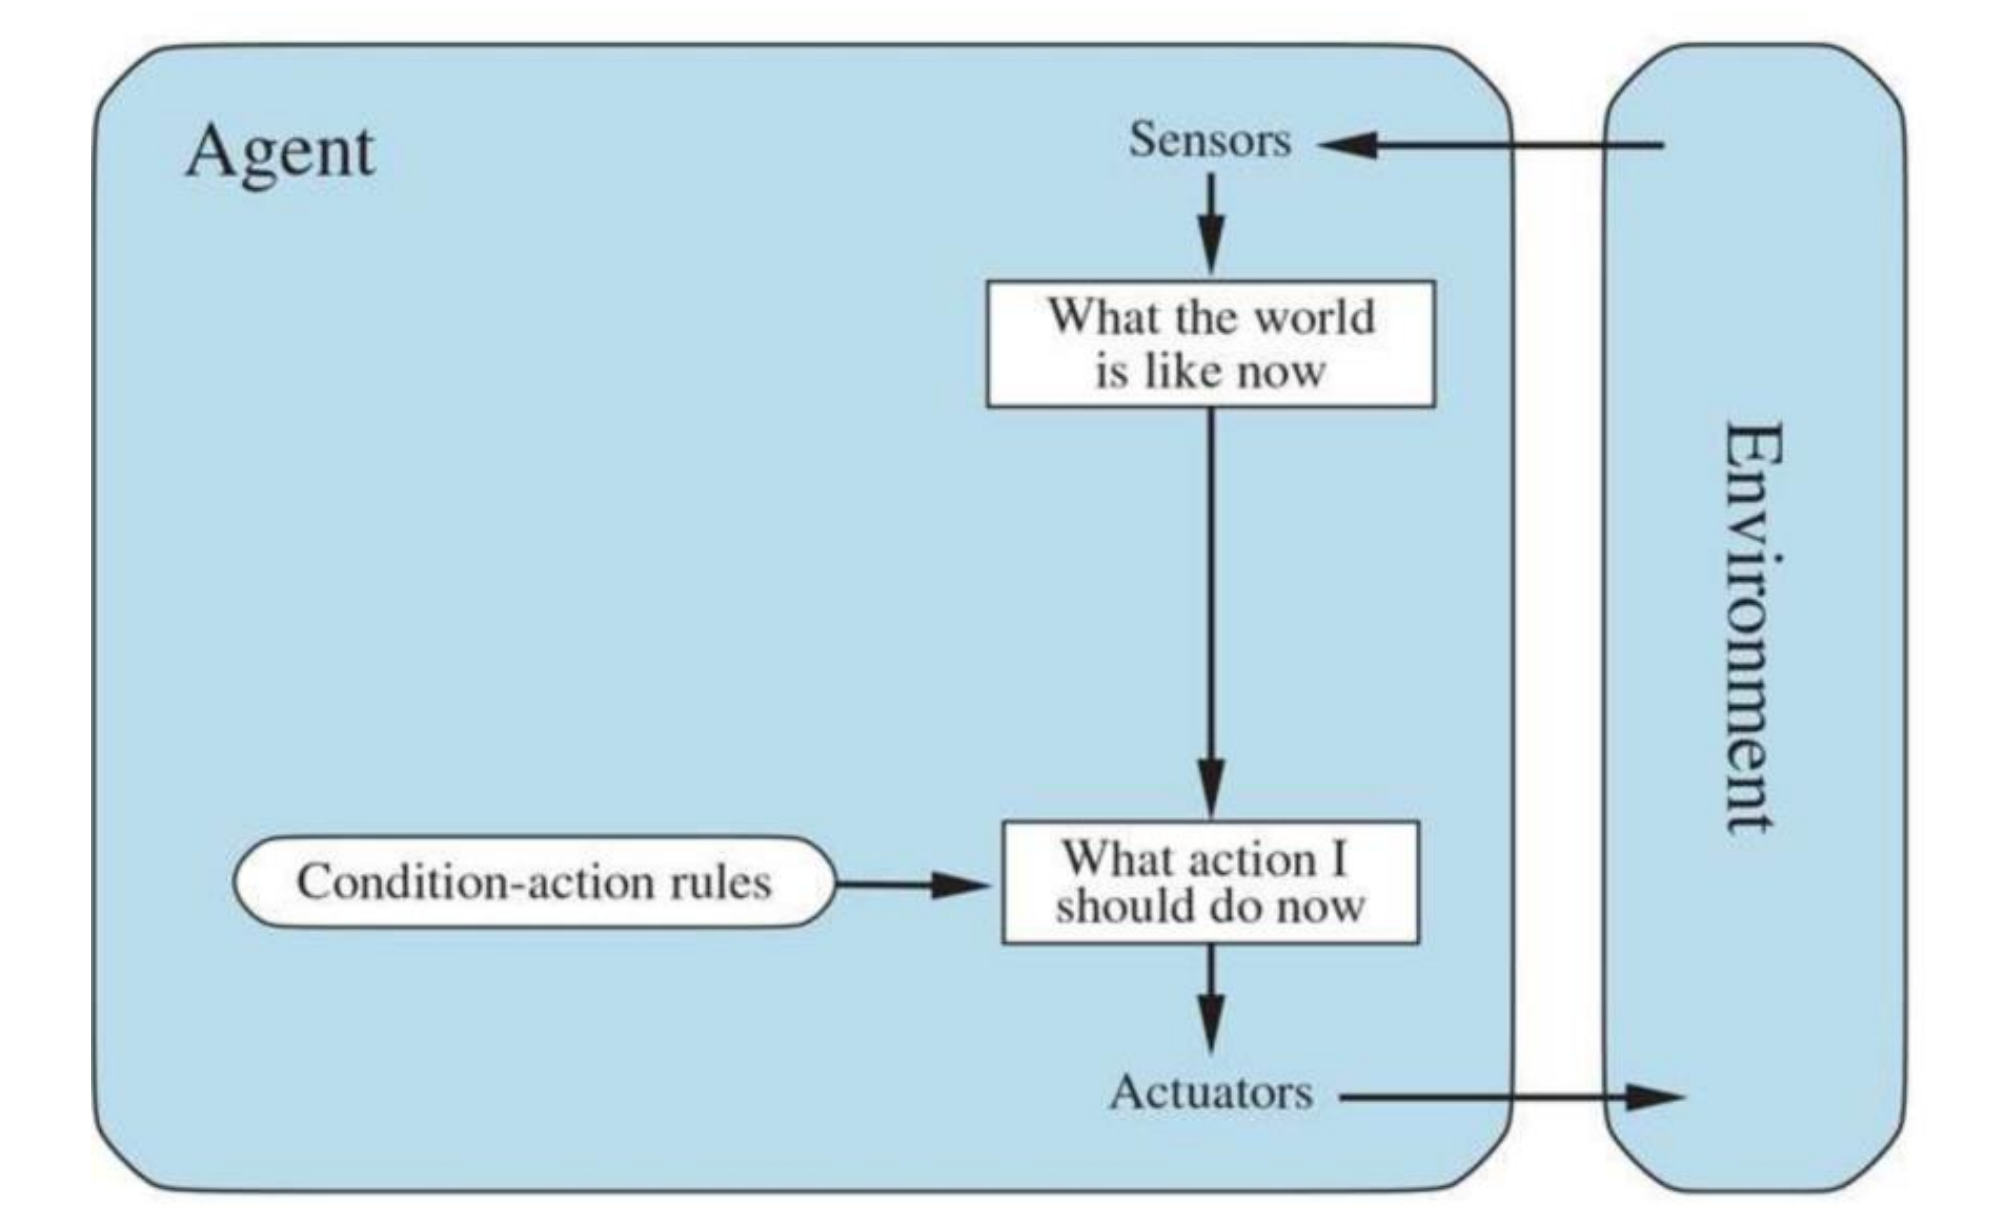 Agent
Sensors
What the world
is like now
Environment
Condition-action rules
What action I
should do now
Actuators